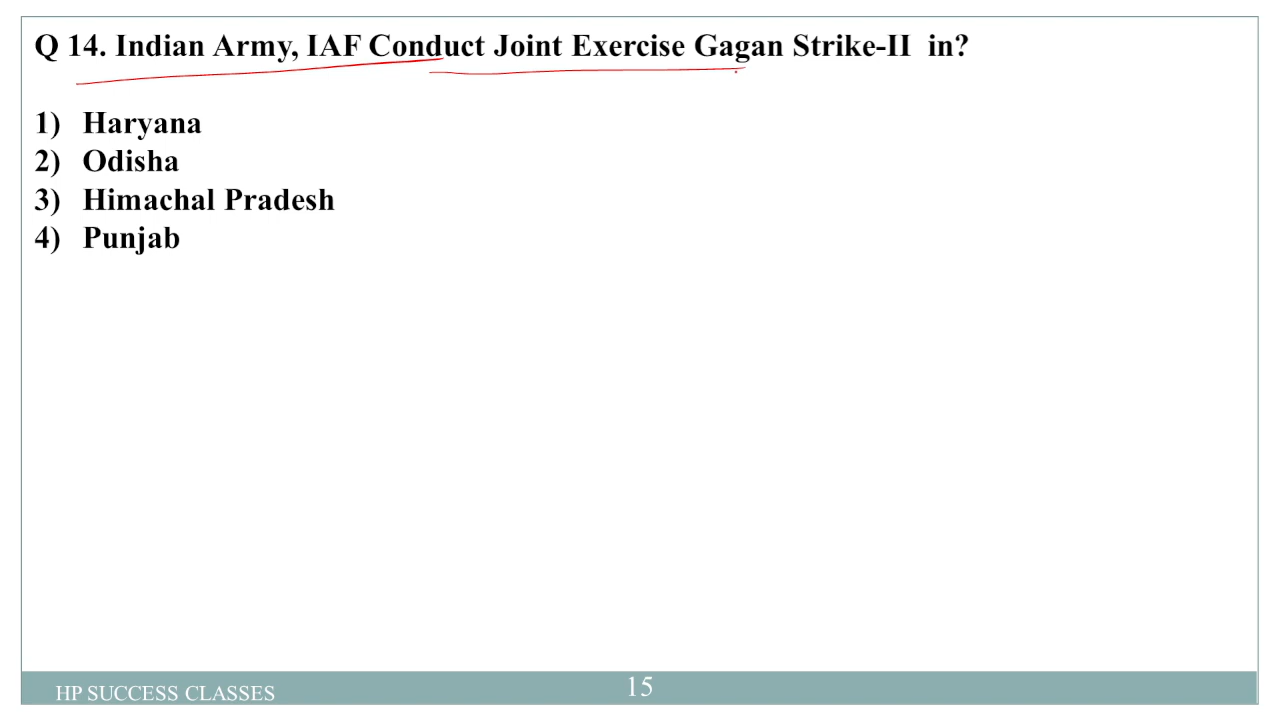 Q 14. Indian Army, IAF Conduct Joint Exercise Gagan Strike-II in?
1) Haryana
2) Odisha
3) Himachal Pradesh
4) Punjab
HP SUCCESS CLASSES
15